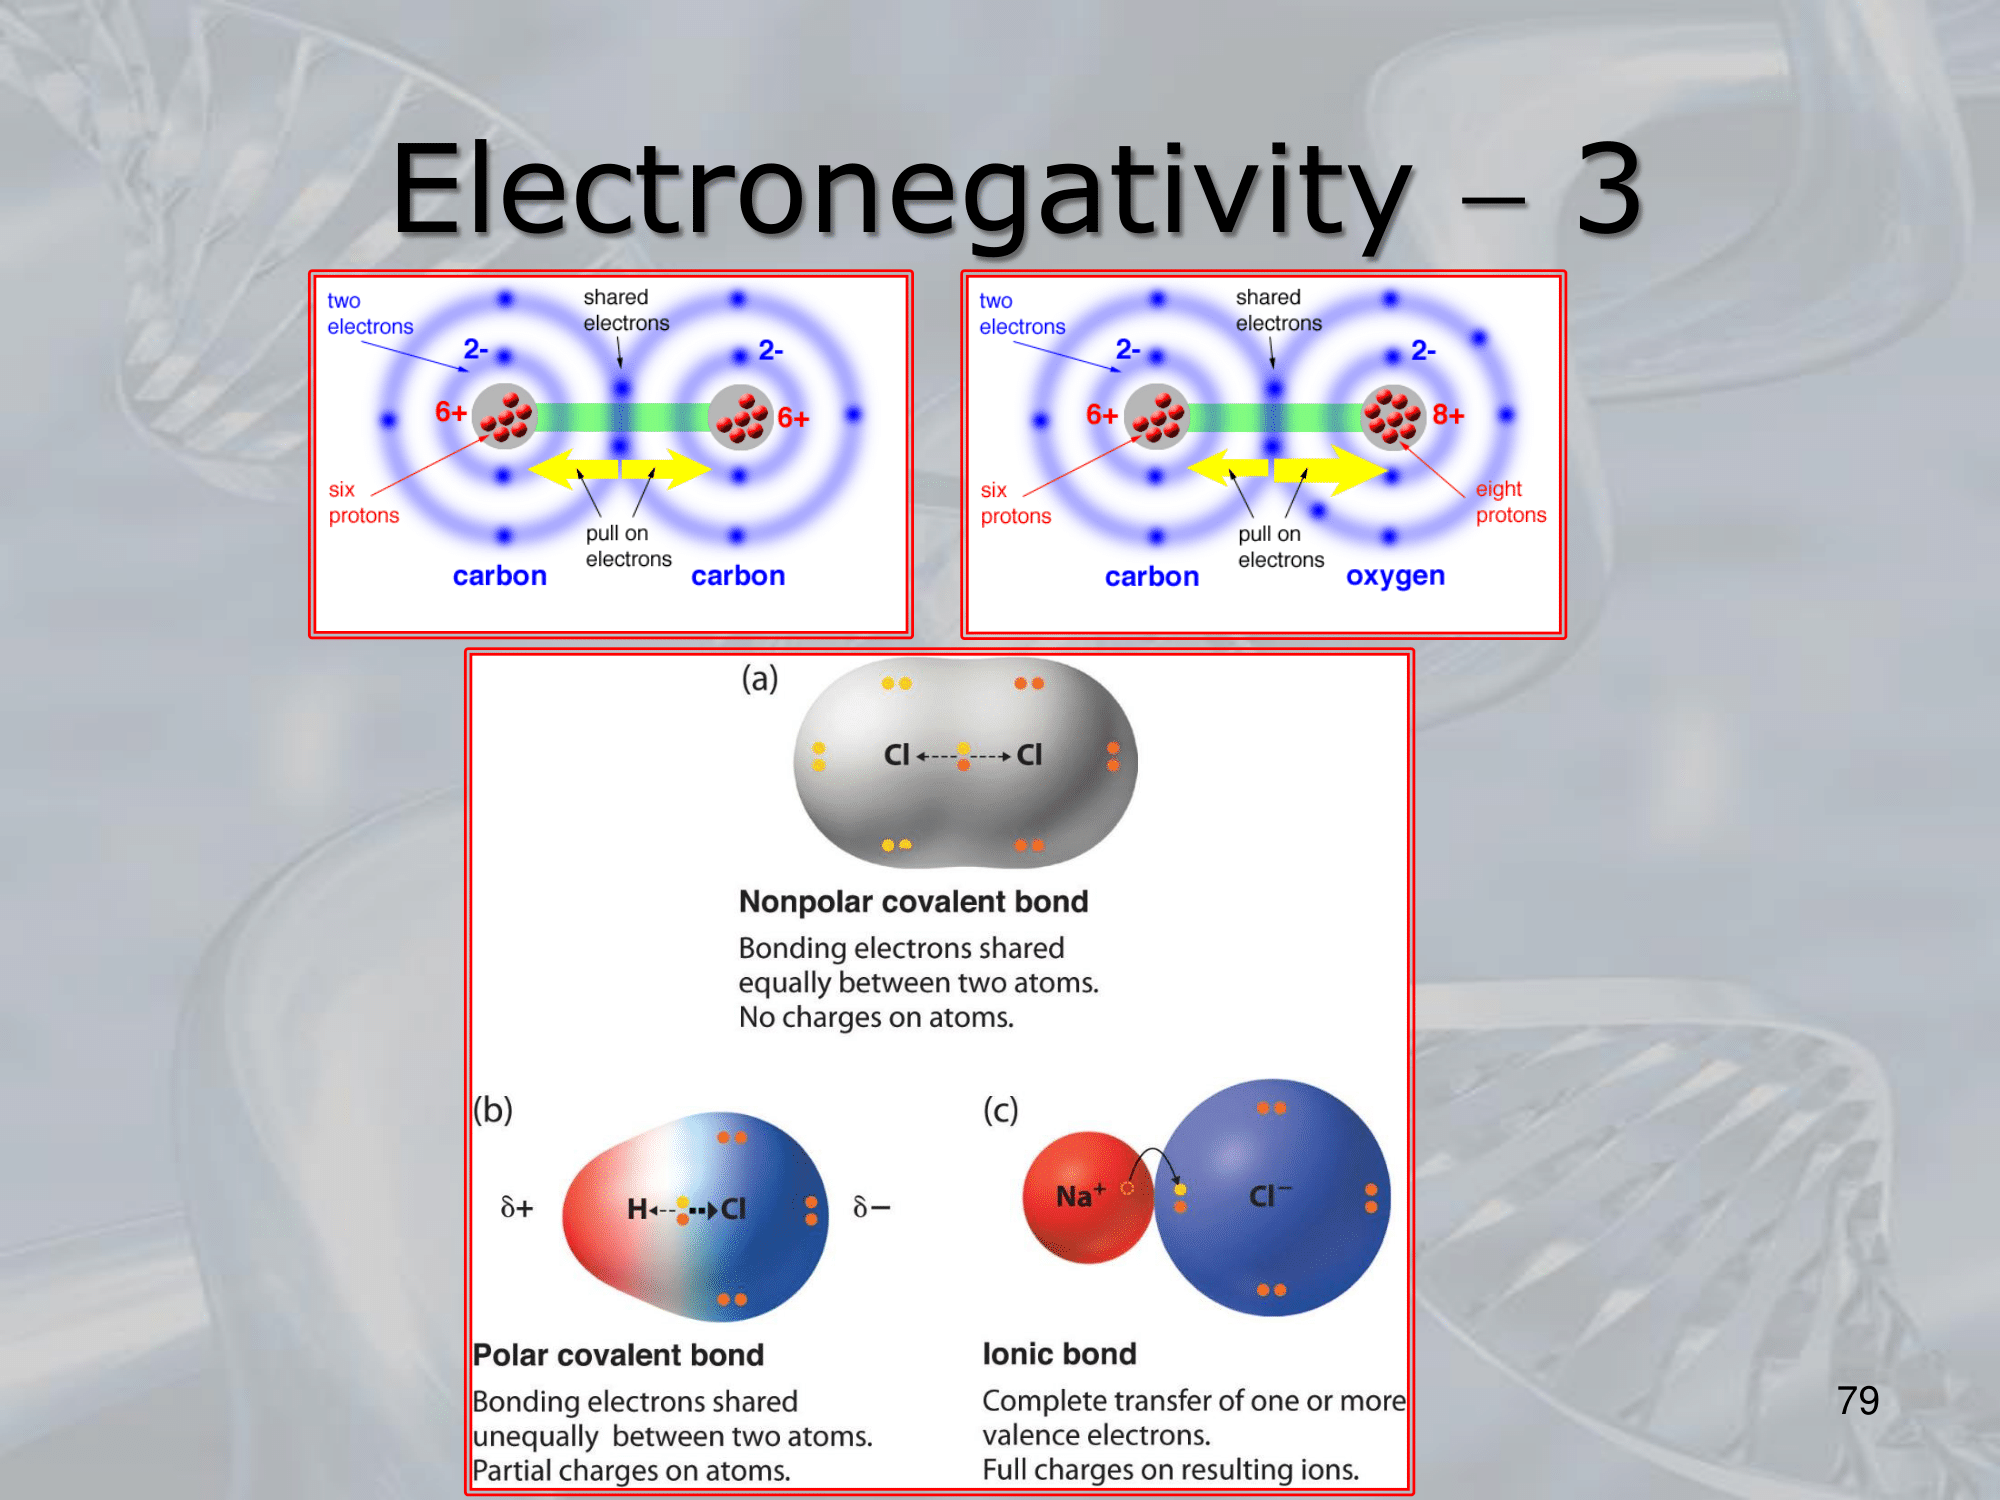 Electronegativity – 3
two
electrons
shared
electrons
2-
2-
6+
6+
six
protons
pull on
electrons
carbon
carbon
two
electrons
shared
electrons
2-
2-
6+
8+
six
protons
eight
protons
pull on
electrons
carbon
oxygen
(a)
Cl
Cl
Nonpolar covalent bond
Bonding electrons shared
equally between two atoms.
No charges on atoms.
(b)
δ+
H
Cl
δ−
Polar covalent bond
Bonding electrons shared
unequally between two atoms.
Partial charges on atoms.
(c)
Na⁺
Cl⁻
Ionic bond
Complete transfer of one or more
valence electrons.
Full charges on resulting ions.
79